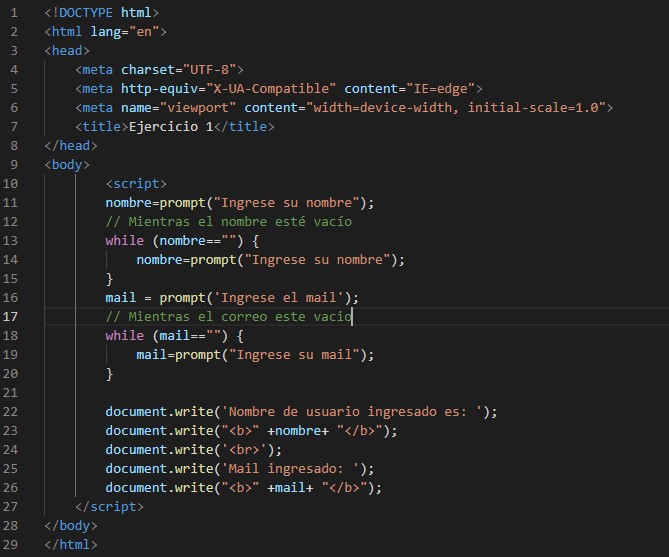 1 <!DOCTYPE html>
2 <html lang="en">
3 <head>
4     <meta charset="UTF-8">
5     <meta http-equiv="X-UA-Compatible" content="IE=edge">
6     <meta name="viewport" content="width=device-width, initial-scale=1.0">
7     <title>Ejercicio 1</title>
8 </head>
9 <body>
10         <script>
11         nombre=prompt("Ingrese su nombre");
12         // Mientras el nombre esté vacío
13         while (nombre=="") {
14             nombre=prompt("Ingrese su nombre");
15         }
16         mail = prompt('Ingrese el mail');
17         // Mientras el correo este vacío
18         while (mail=="") {
19             mail=prompt("Ingrese su mail");
20         }
21
22         document.write('Nombre de usuario ingresado es: ');
23         document.write("<b>" +nombre+ "</b>");
24         document.write('<br>');
25         document.write('Mail ingresado: ');
26         document.write("<b>" +mail+ "</b>");
27     </script>
28 </body>
29 </html>